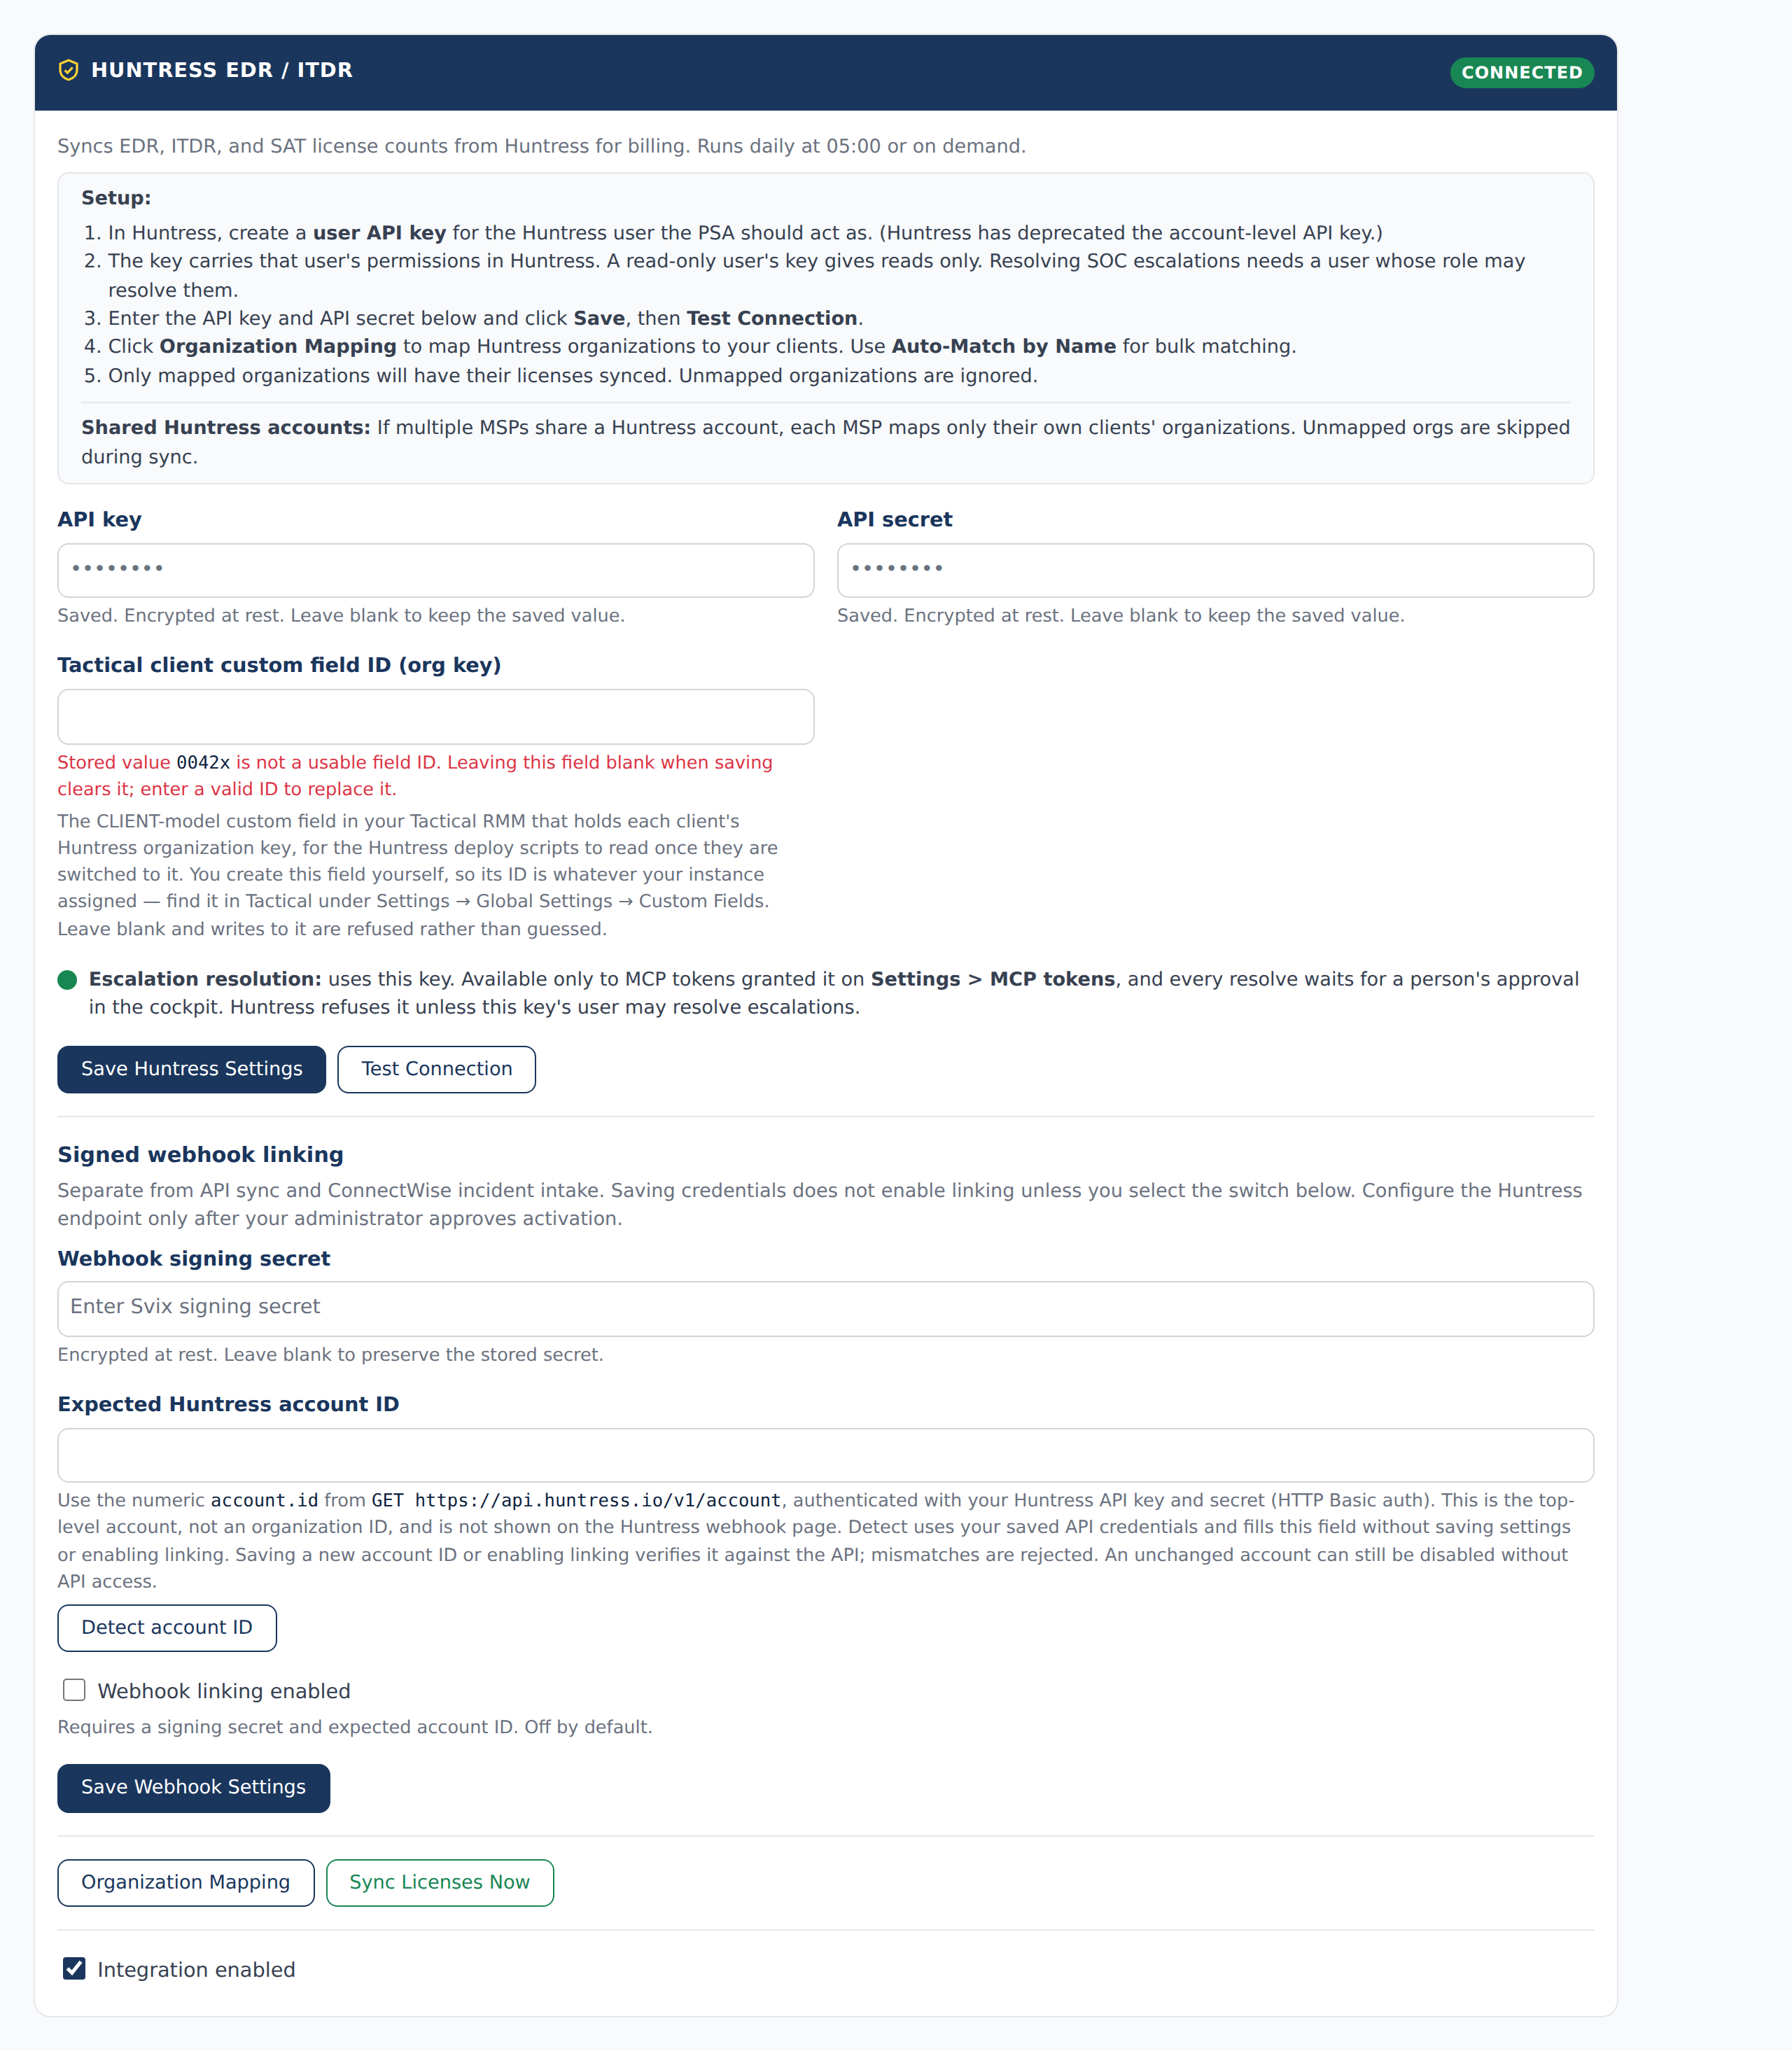 HUNTRESS EDR / ITDR
CONNECTED
Syncs EDR, ITDR, and SAT license counts from Huntress for billing. Runs daily at 05:00 or on demand.
Setup:
1. In Huntress, create a user API key for the Huntress user the PSA should act as. (Huntress has deprecated the account-level API key.)
2. The key carries that user's permissions in Huntress. A read-only user's key gives reads only. Resolving SOC escalations needs a user whose role may
resolve them.
3. Enter the API key and API secret below and click Save, then Test Connection.
4. Click Organization Mapping to map Huntress organizations to your clients. Use Auto-Match by Name for bulk matching.
5. Only mapped organizations will have their licenses synced. Unmapped organizations are ignored.
Shared Huntress accounts: If multiple MSPs share a Huntress account, each MSP maps only their own clients' organizations. Unmapped orgs are skipped
during sync.
API key
••••••••
Saved. Encrypted at rest. Leave blank to keep the saved value.
API secret
••••••••
Saved. Encrypted at rest. Leave blank to keep the saved value.
Tactical client custom field ID (org key)
Stored value 0042x is not a usable field ID. Leaving this field blank when saving
clears it; enter a valid ID to replace it.
The CLIENT-model custom field in your Tactical RMM that holds each client's
Huntress organization key, for the Huntress deploy scripts to read once they are
switched to it. You create this field yourself, so its ID is whatever your instance
assigned — find it in Tactical under Settings → Global Settings → Custom Fields.
Leave blank and writes to it are refused rather than guessed.
Escalation resolution: uses this key. Available only to MCP tokens granted it on Settings > MCP tokens, and every resolve waits for a person's approval
in the cockpit. Huntress refuses it unless this key's user may resolve escalations.
Save Huntress Settings
Test Connection
Signed webhook linking
Separate from API sync and ConnectWise incident intake. Saving credentials does not enable linking unless you select the switch below. Configure the Huntress
endpoint only after your administrator approves activation.
Webhook signing secret
Enter Svix signing secret
Encrypted at rest. Leave blank to preserve the stored secret.
Expected Huntress account ID
Use the numeric account.id from GET https://api.huntress.io/v1/account, authenticated with your Huntress API key and secret (HTTP Basic auth). This is the top-
level account, not an organization ID, and is not shown on the Huntress webhook page. Detect uses your saved API credentials and fills this field without saving settings
or enabling linking. Saving a new account ID or enabling linking verifies it against the API; mismatches are rejected. An unchanged account can still be disabled without
API access.
Detect account ID
Webhook linking enabled
Requires a signing secret and expected account ID. Off by default.
Save Webhook Settings
Organization Mapping
Sync Licenses Now
Integration enabled